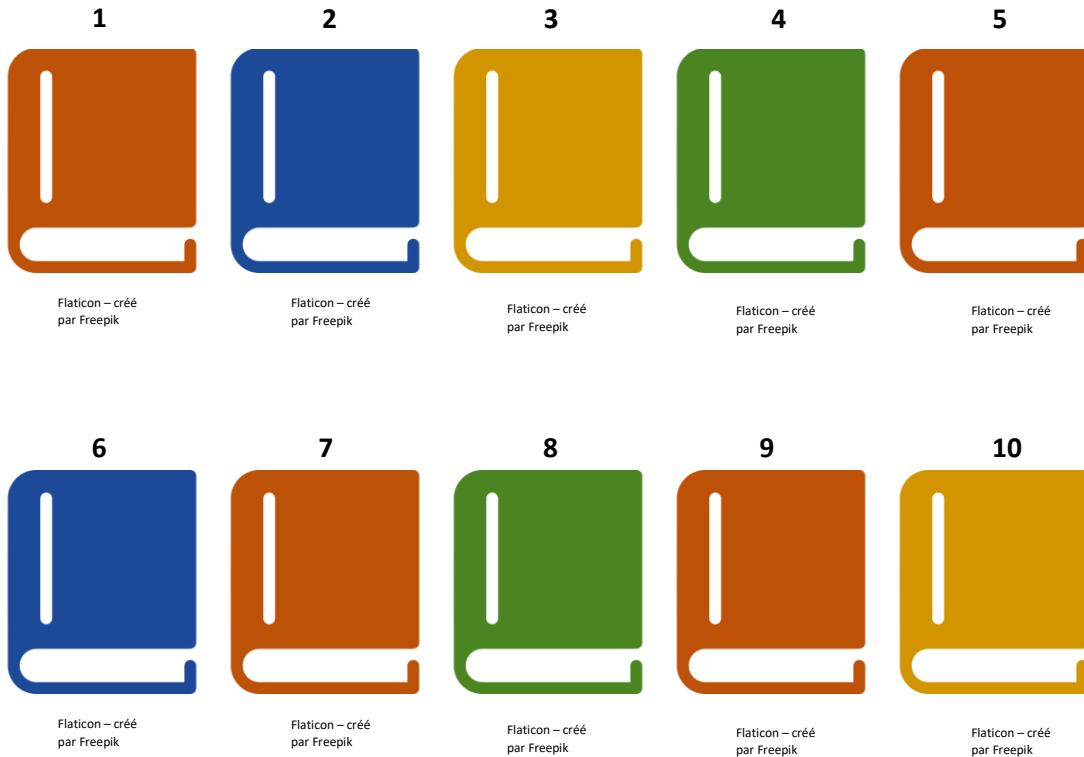 1
2
3
4
5
Flaticon – créé
par Freepik
Flaticon – créé
par Freepik
Flaticon – créé
par Freepik
Flaticon – créé
par Freepik
Flaticon – créé
par Freepik
6
7
8
9
10
Flaticon – créé
par Freepik
Flaticon – créé
par Freepik
Flaticon – créé
par Freepik
Flaticon – créé
par Freepik
Flaticon – créé
par Freepik